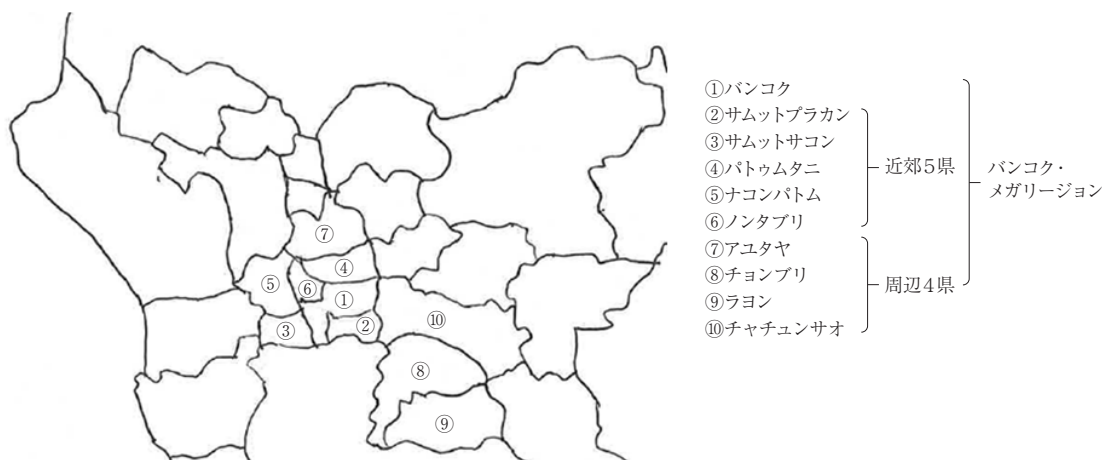 ①バンコク
②サムットプラカン
③サムットサコン
④パトゥムタニ
⑤ナコンパトム
⑥ノンタブリ
⑦アユタヤ
⑧チョンブリ
⑨ラヨン
⑩チャチュンサオ
近郊5県
周辺4県
バンコク・
メガリージョン
⑦
④
⑤
⑥
①
⑩
③
②
⑧
⑨